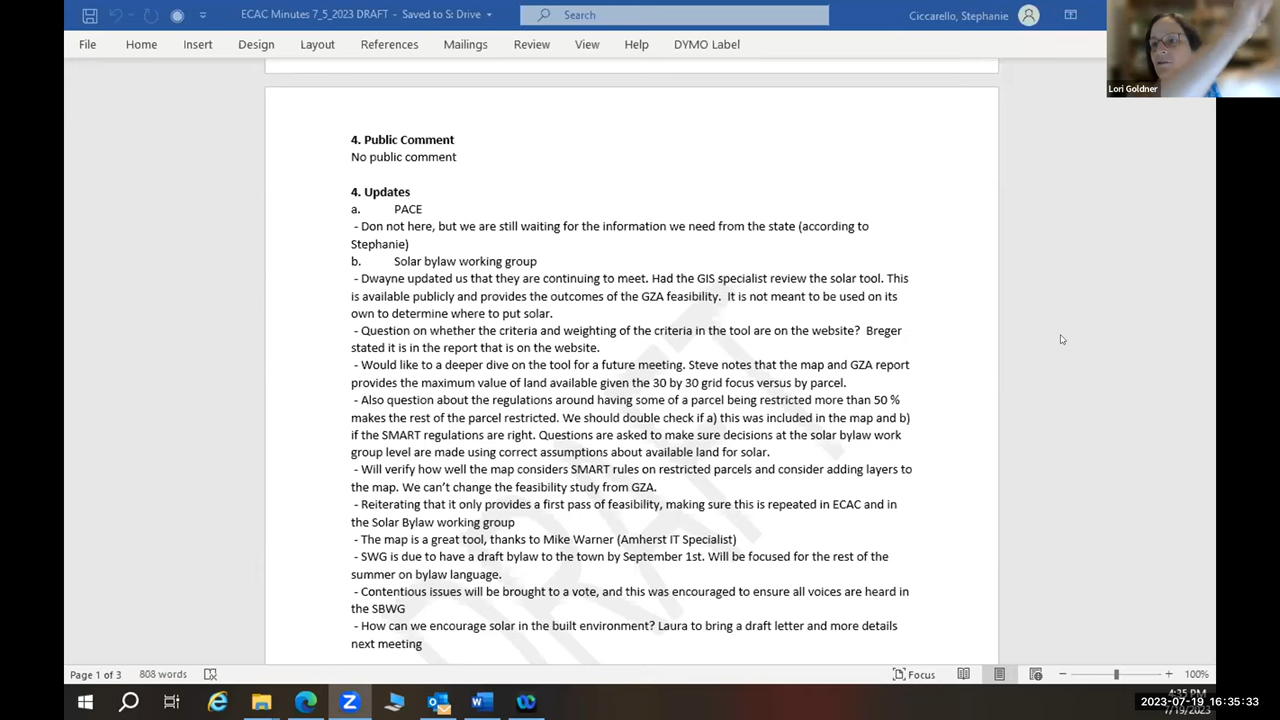 ECAC Minutes 7_5_2023 DRAFT - Saved to S: Drive
Search
Ciccarello, Stephanie
File Home Insert Design Layout References Mailings Review View Help DYMO Label
Lori Goldner
4. Public Comment
No public comment
4. Updates
a. PACE
- Don not here, but we are still waiting for the information we need from the state (according to
Stephanie)
b. Solar bylaw working group
- Dwayne updated us that they are continuing to meet. Had the GIS specialist review the solar tool. This
is available publicly and provides the outcomes of the GZA feasibility. It is not meant to be used on its
own to determine where to put solar.
- Question on whether the criteria and weighting of the criteria in the tool are on the website? Breger
stated it is in the report that is on the website.
- Would like to a deeper dive on the tool for a future meeting. Steve notes that the map and GZA report
provides the maximum value of land available given the 30 by 30 grid focus versus by parcel.
- Also question about the regulations around having some of a parcel being restricted more than 50 %
makes the rest of the parcel restricted. We should double check if a) this was included in the map and b)
if the SMART regulations are right. Questions are asked to make sure decisions at the solar bylaw work
group level are made using correct assumptions about available land for solar.
- Will verify how well the map considers SMART rules on restricted parcels and consider adding layers to
the map. We can't change the feasibility study from GZA.
- Reiterating that it only provides a first pass of feasibility, making sure this is repeated in ECAC and in
the Solar Bylaw working group
- The map is a great tool, thanks to Mike Warner (Amherst IT Specialist)
- SWG is due to have a draft bylaw to the town by September 1st. Will be focused for the rest of the
summer on bylaw language.
- Contentious issues will be brought to a vote, and this was encouraged to ensure all voices are heard in
the SBWG
- How can we encourage solar in the built environment? Laura to bring a draft letter and more details
next meeting
DRAFT
Page 1 of 3 808 words Focus 100%
4:35 PM
2023-07-19 16:35:33
7/19/2023